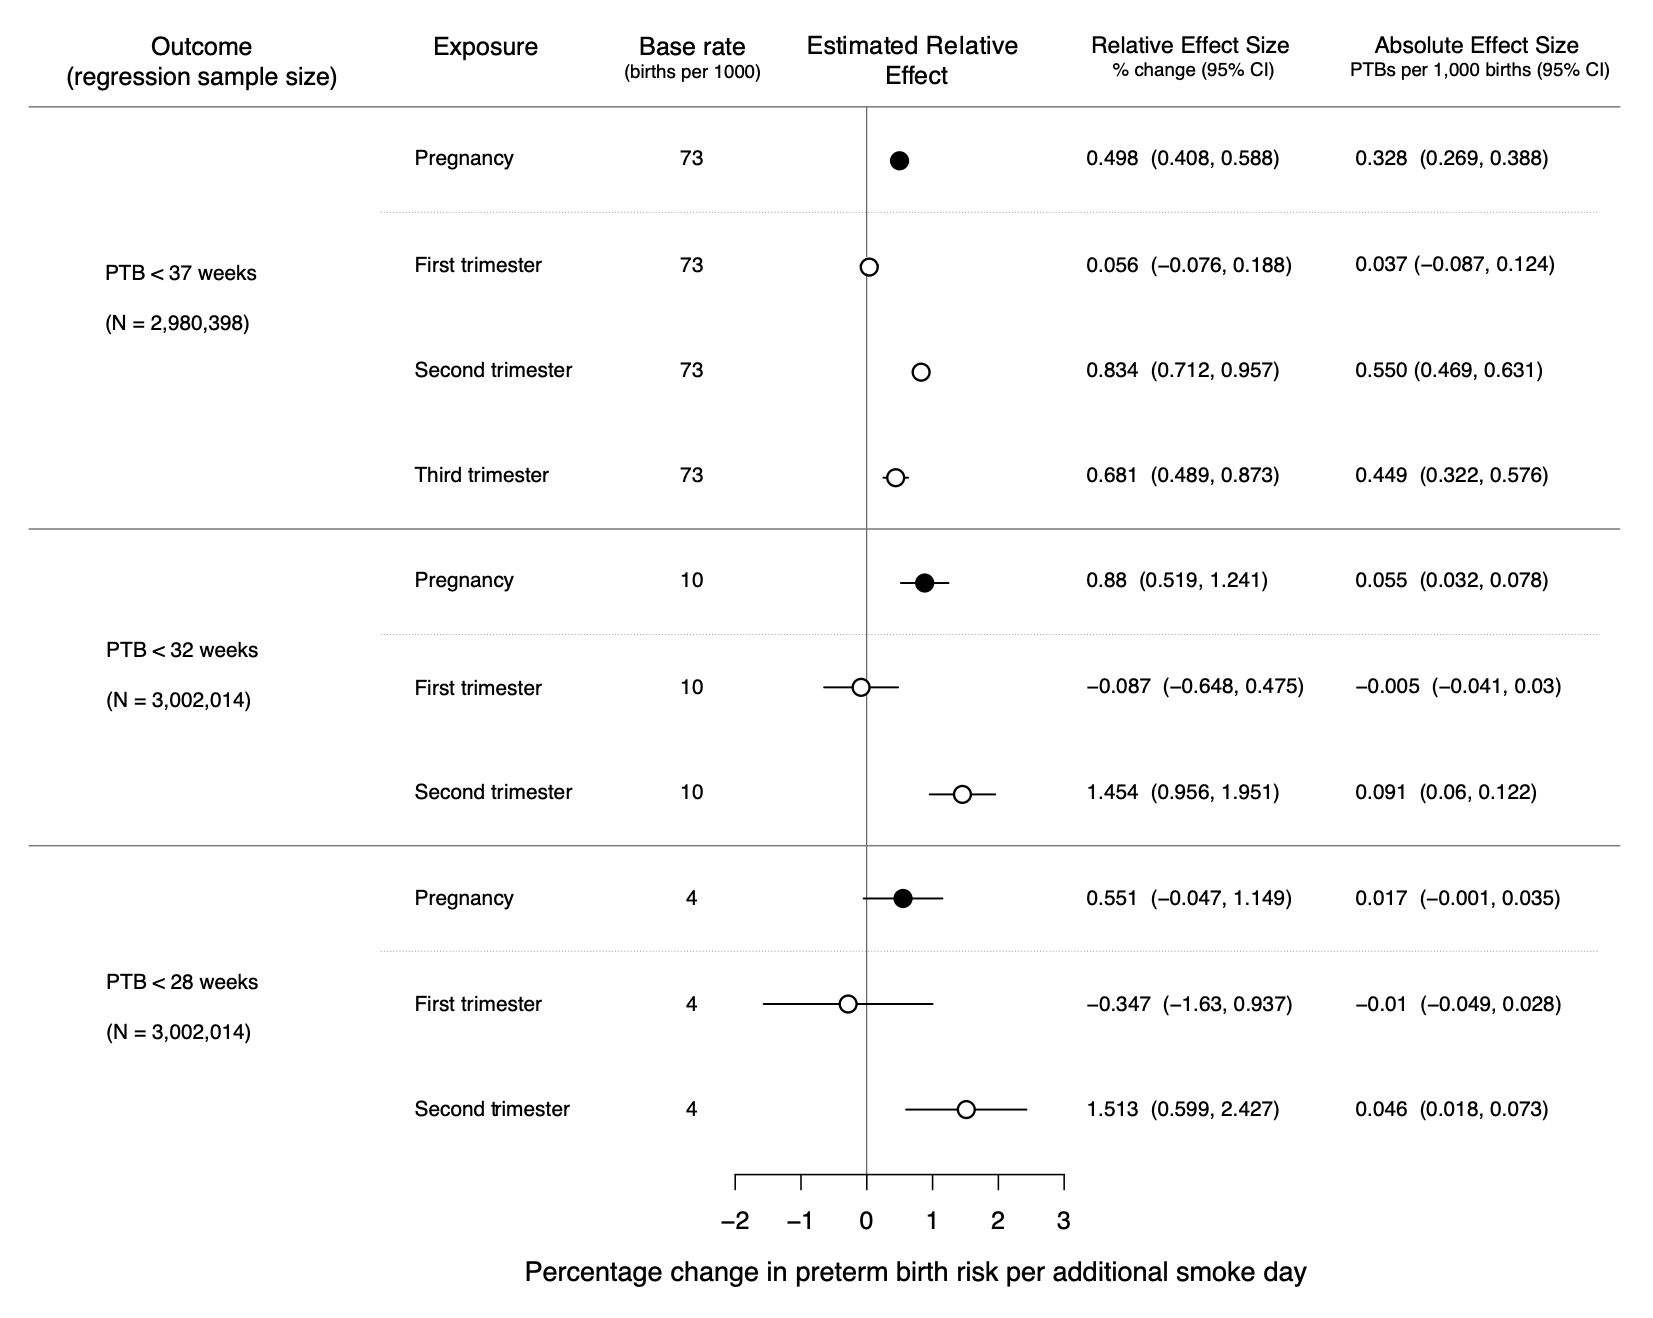 Outcome
(regression sample size)
Exposure
Base rate
(births per 1000)
Estimated Relative
Effect
Relative Effect Size
% change (95% CI)
Absolute Effect Size
PTBs per 1,000 births (95% CI)
PTB < 37 weeks
(N = 2,980,398)
Pregnancy 73 0.498 (0.408, 0.588) 0.328 (0.269, 0.388)
First trimester 73 0.056 (−0.076, 0.188) 0.037 (−0.087, 0.124)
Second trimester 73 0.834 (0.712, 0.957) 0.550 (0.469, 0.631)
Third trimester 73 0.681 (0.489, 0.873) 0.449 (0.322, 0.576)
PTB < 32 weeks
(N = 3,002,014)
Pregnancy 10 0.88 (0.519, 1.241) 0.055 (0.032, 0.078)
First trimester 10 −0.087 (−0.648, 0.475) −0.005 (−0.041, 0.03)
Second trimester 10 1.454 (0.956, 1.951) 0.091 (0.06, 0.122)
PTB < 28 weeks
(N = 3,002,014)
Pregnancy 4 0.551 (−0.047, 1.149) 0.017 (−0.001, 0.035)
First trimester 4 −0.347 (−1.63, 0.937) −0.01 (−0.049, 0.028)
Second trimester 4 1.513 (0.599, 2.427) 0.046 (0.018, 0.073)
−2 −1 0 1 2 3
Percentage change in preterm birth risk per additional smoke day